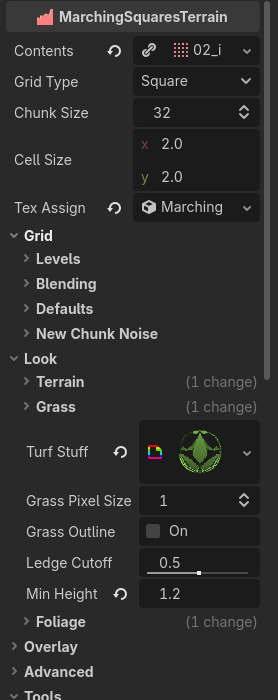 MarchingSquaresTerrain
Contents 02_i
Grid Type Square
Chunk Size 32
Cell Size
x 2.0
y 2.0
Tex Assign Marching
Grid
Levels
Blending
Defaults
New Chunk Noise
Look
Terrain (1 change)
Grass (1 change)
Turf Stuff
Grass Pixel Size 1
Grass Outline On
Ledge Cutoff 0.5
Min Height 1.2
Foliage (1 change)
Overlay
Advanced
Tools